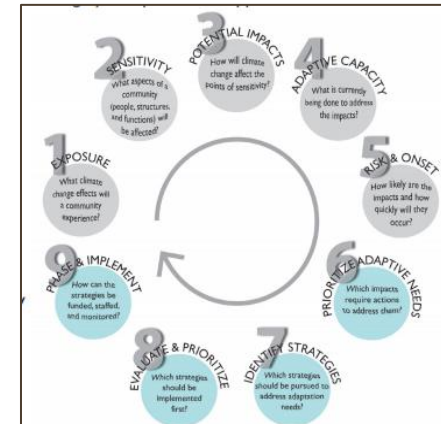 1
EXPOSURE
What climate
change effects will
a community
experience?
2
SENSITIVITY
What aspects of a
community
(people, structures,
and functions) will
be affected?
3
POTENTIAL IMPACTS
How will climate
change affect the
points of sensitivity?
4
ADAPTIVE CAPACITY
What is currently
being done to address
the impacts?
5
RISK & ONSET
How likely are the
impacts and how
quickly will they
occur?
6
PRIORITIZE ADAPTIVE NEEDS
Which impacts
require actions
to address them?
7
IDENTIFY STRATEGIES
Which strategies
should be pursued to
address adaptation
needs?
8
EVALUATE & PRIORITIZE
Which strategies
should be
implemented
first?
9
PHASE & IMPLEMENT
How can the
strategies be
funded, staffed,
and monitored?